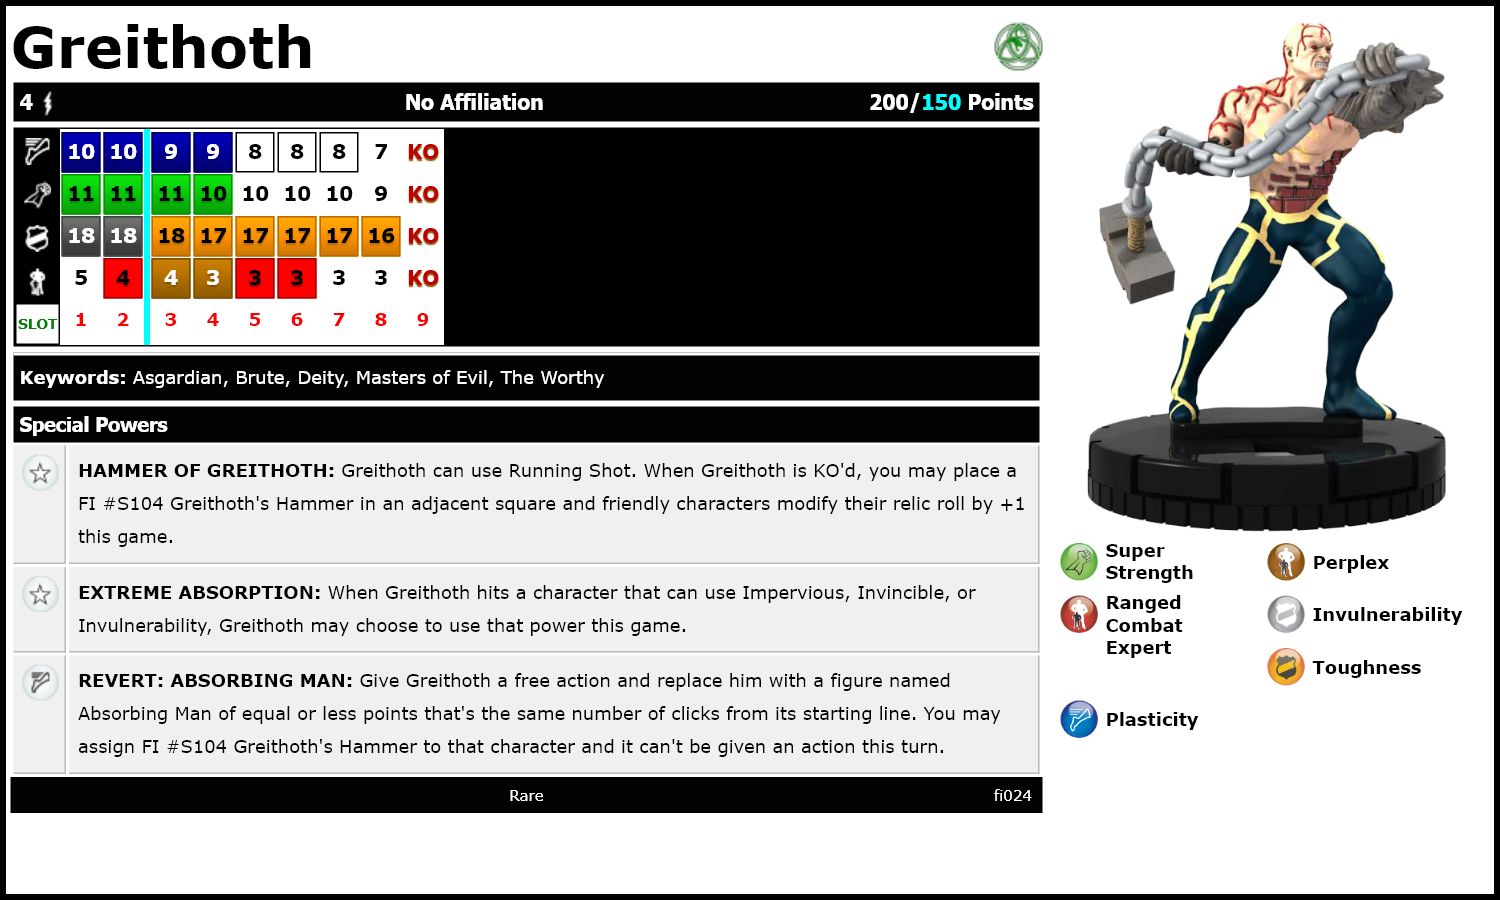 Greithoth
4 No Affiliation 200/150 Points
10 10 9 9 8 8 8 7 KO
11 11 11 10 10 10 10 9 KO
18 18 18 17 17 17 17 16 KO
5 4 4 3 3 3 3 3 KO
SLOT 1 2 3 4 5 6 7 8 9
Keywords: Asgardian, Brute, Deity, Masters of Evil, The Worthy
Special Powers
HAMMER OF GREITHOTH: Greithoth can use Running Shot. When Greithoth is KO'd, you may place a
FI #S104 Greithoth's Hammer in an adjacent square and friendly characters modify their relic roll by +1
this game.
EXTREME ABSORPTION: When Greithoth hits a character that can use Impervious, Invincible, or
Invulnerability, Greithoth may choose to use that power this game.
REVERT: ABSORBING MAN: Give Greithoth a free action and replace him with a figure named
Absorbing Man of equal or less points that's the same number of clicks from its starting line. You may
assign FI #S104 Greithoth's Hammer to that character and it can't be given an action this turn.
Rare fi024
Super
Strength
Perplex
Ranged
Combat
Expert
Invulnerability
Toughness
Plasticity